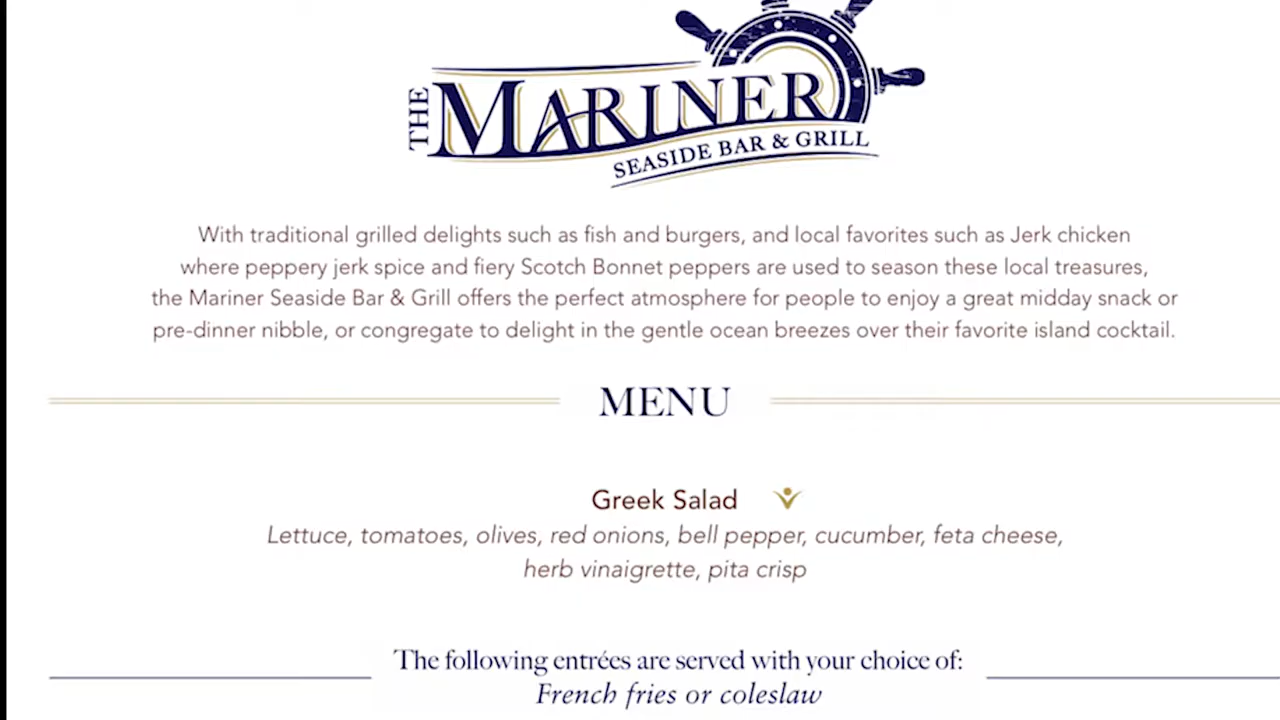 THE MARINER
SEASIDE BAR & GRILL
With traditional grilled delights such as fish and burgers, and local favorites such as Jerk chicken
where peppery jerk spice and fiery Scotch Bonnet peppers are used to season these local treasures,
the Mariner Seaside Bar & Grill offers the perfect atmosphere for people to enjoy a great midday snack or
pre-dinner nibble, or congregate to delight in the gentle ocean breezes over their favorite island cocktail.
MENU
Greek Salad
Lettuce, tomatoes, olives, red onions, bell pepper, cucumber, feta cheese,
herb vinaigrette, pita crisp
The following entrées are served with your choice of:
French fries or coleslaw